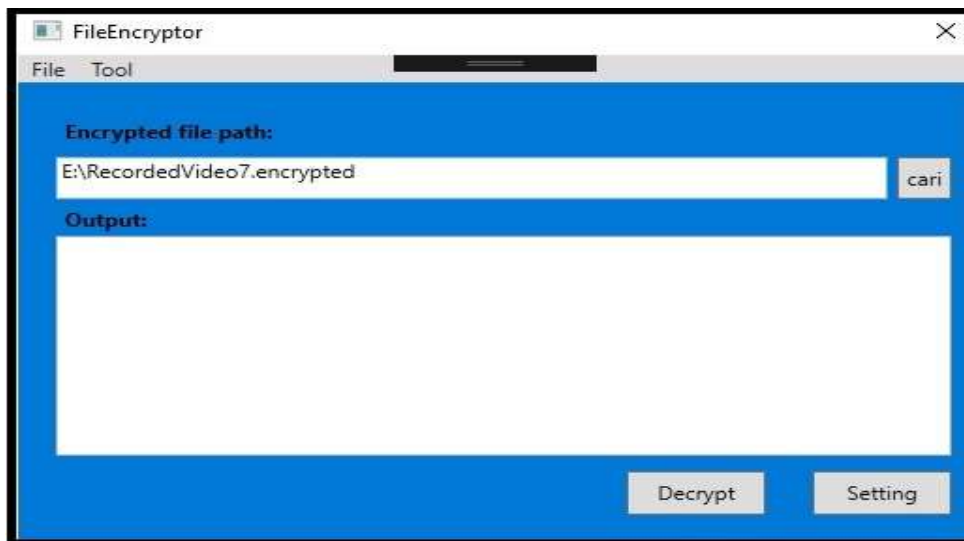 FileEncryptor
File Tool
Encrypted file path:
E:\RecordedVideo7.encrypted
cari
Output:
Decrypt Setting